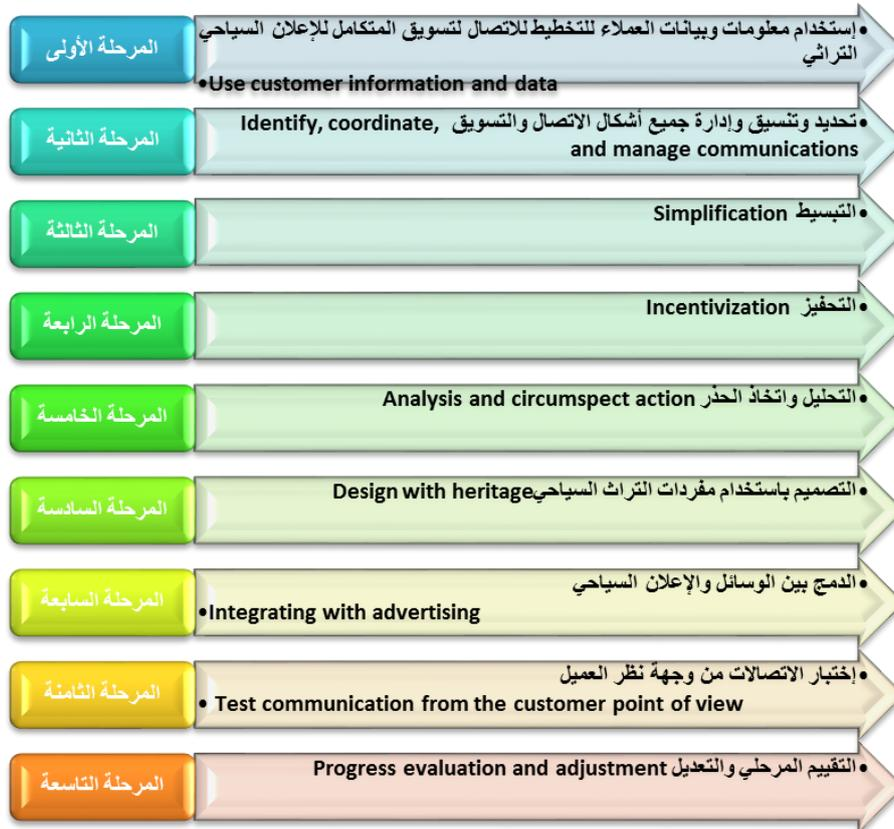 المرحلة الأولى
•إستخدام معلومات وبيانات العملاء للتخطيط للاتصال لتسويق المتكامل للإعلان السياحي
التراثي
•Use customer information and data
المرحلة الثانية
•تحديد وتنسيق وإدارة جميع أشكال الاتصال والتسويق Identify, coordinate,
and manage communications
المرحلة الثالثة
•التبسيط Simplification
المرحلة الرابعة
•التحفيز Incentivization
المرحلة الخامسة
•التحليل واتخاذ الحذر Analysis and circumspect action
المرحلة السادسة
•التصميم باستخدام مفردات التراث السياحيDesign with heritage
المرحلة السابعة
•الدمج بين الوسائل والإعلان السياحي
•Integrating with advertising
المرحلة الثامنة
•إختبار الاتصالات من وجهة نظر العميل
• Test communication from the customer point of view
المرحلة التاسعة
•التقييم المرحلي والتعديل Progress evaluation and adjustment